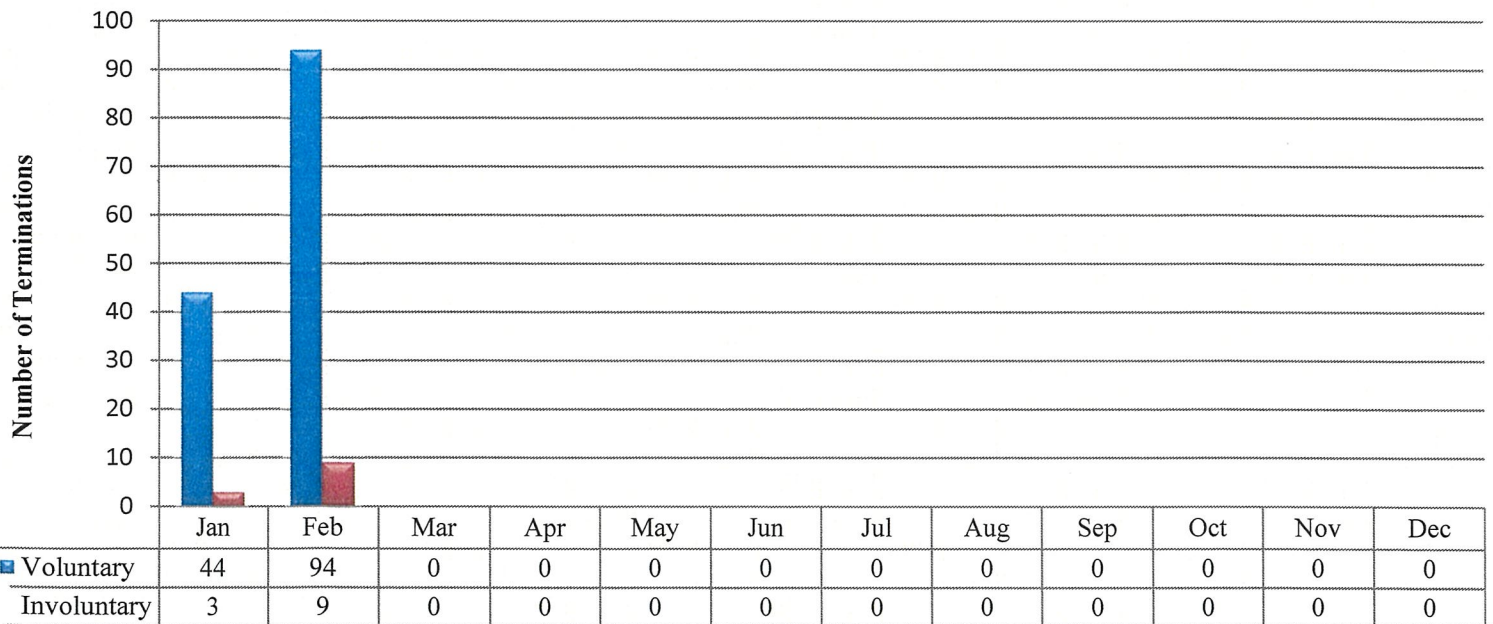 100
90
80
70
60
50
40
30
20
10
0
Number of Terminations
Jan Feb Mar Apr May Jun Jul Aug Sep Oct Nov Dec
Voluntary 44 94 0 0 0 0 0 0 0 0 0 0
Involuntary 3 9 0 0 0 0 0 0 0 0 0 0